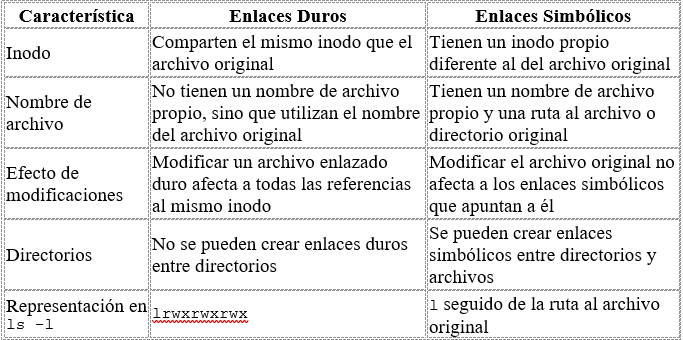 Característica
Enlaces Duros
Enlaces Simbólicos
Inodo
Comparten el mismo inodo que el
archivo original
Tienen un inodo propio
diferente al del archivo original
Nombre de
archivo
No tienen un nombre de archivo
propio, sino que utilizan el nombre
del archivo original
Tienen un nombre de archivo
propio y una ruta al archivo o
directorio original
Efecto de
modificaciones
Modificar un archivo enlazado
duro afecta a todas las referencias
al mismo inodo
Modificar el archivo original no
afecta a los enlaces simbólicos
que apuntan a él
Directorios
No se pueden crear enlaces duros
entre directorios
Se pueden crear enlaces
simbólicos entre directorios y
archivos
Representación en
ls -l
lrwxrwxrwx
l seguido de la ruta al archivo
original